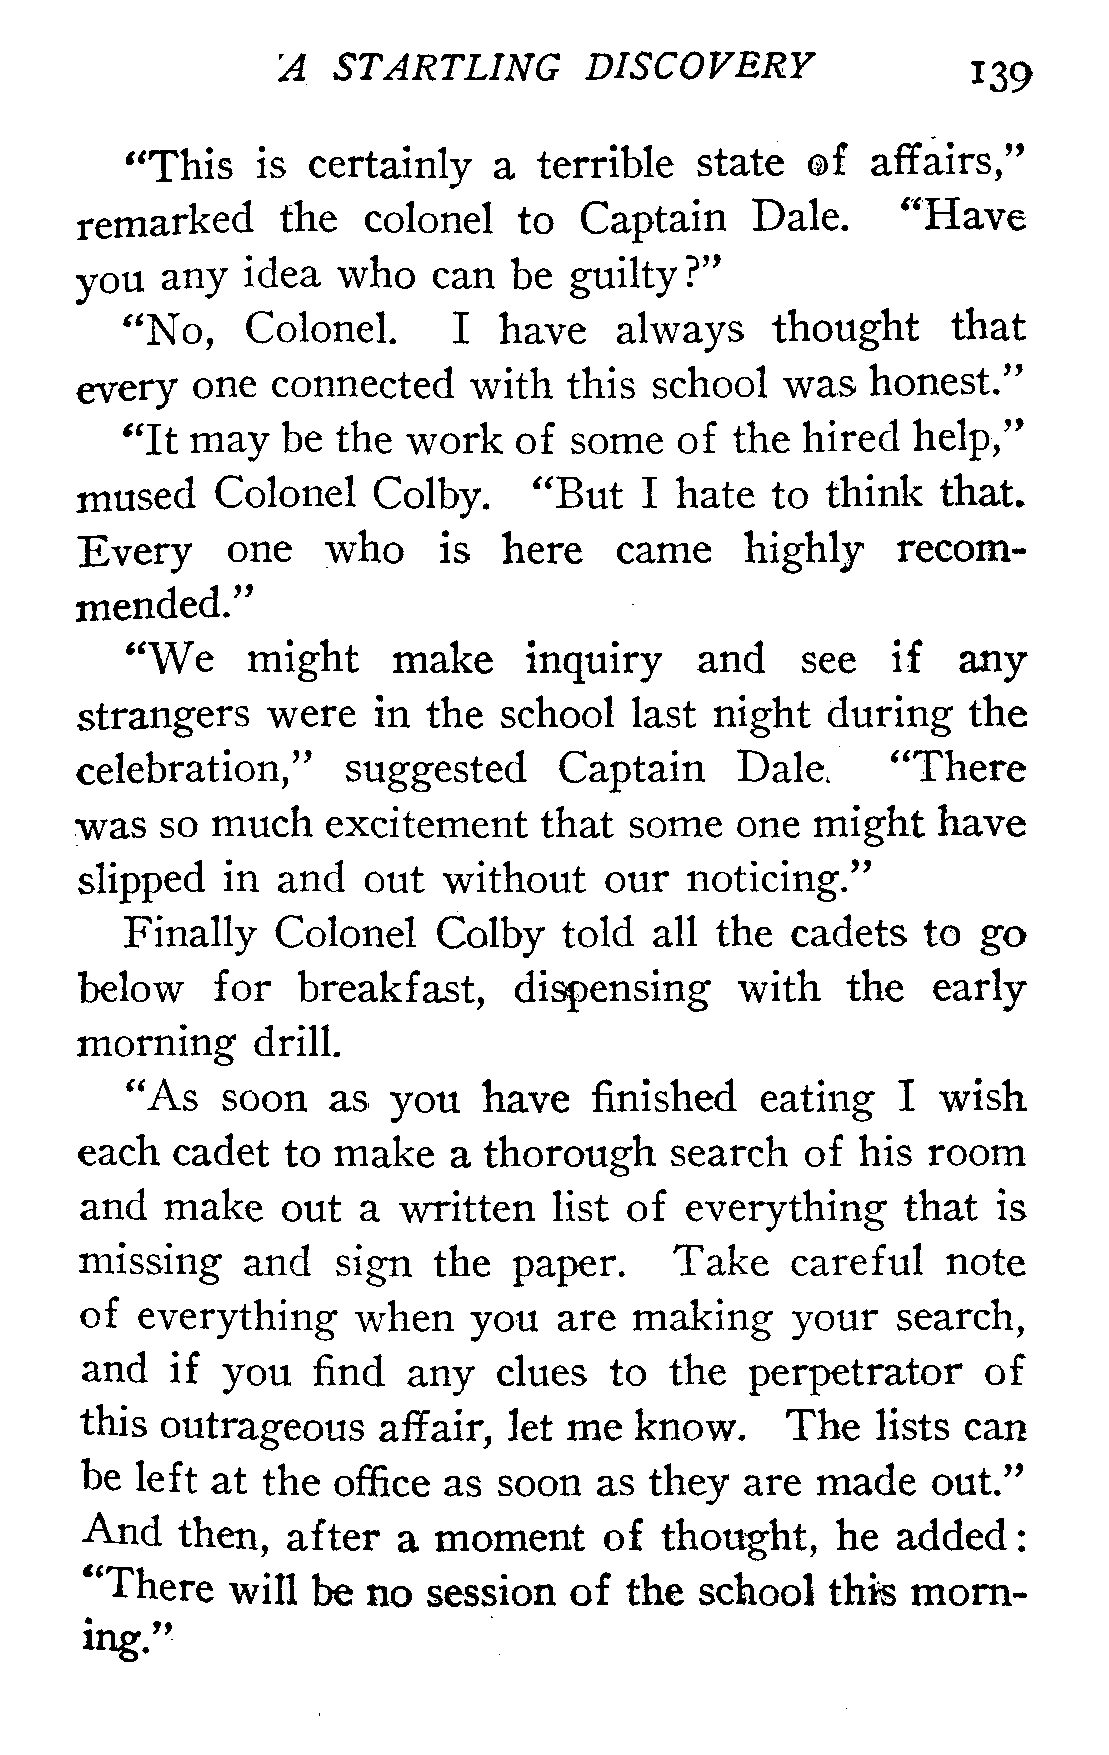 A STARTLING DISCOVERY 139
"This is certainly a terrible state of affairs,"
remarked the colonel to Captain Dale. "Have
you any idea who can be guilty?"
"No, Colonel. I have always thought that
every one connected with this school was honest."
"It may be the work of some of the hired help,"
mused Colonel Colby. "But I hate to think that.
Every one who is here came highly recom-
mended."
"We might make inquiry and see if any
strangers were in the school last night during the
celebration," suggested Captain Dale. "There
was so much excitement that some one might have
slipped in and out without our noticing."
Finally Colonel Colby told all the cadets to go
below for breakfast, dispensing with the early
morning drill.
"As soon as you have finished eating I wish
each cadet to make a thorough search of his room
and make out a written list of everything that is
missing and sign the paper. Take careful note
of everything when you are making your search,
and if you find any clues to the perpetrator of
this outrageous affair, let me know. The lists can
be left at the office as soon as they are made out."
And then, after a moment of thought, he added:
"There will be no session of the school this morn-
ing."